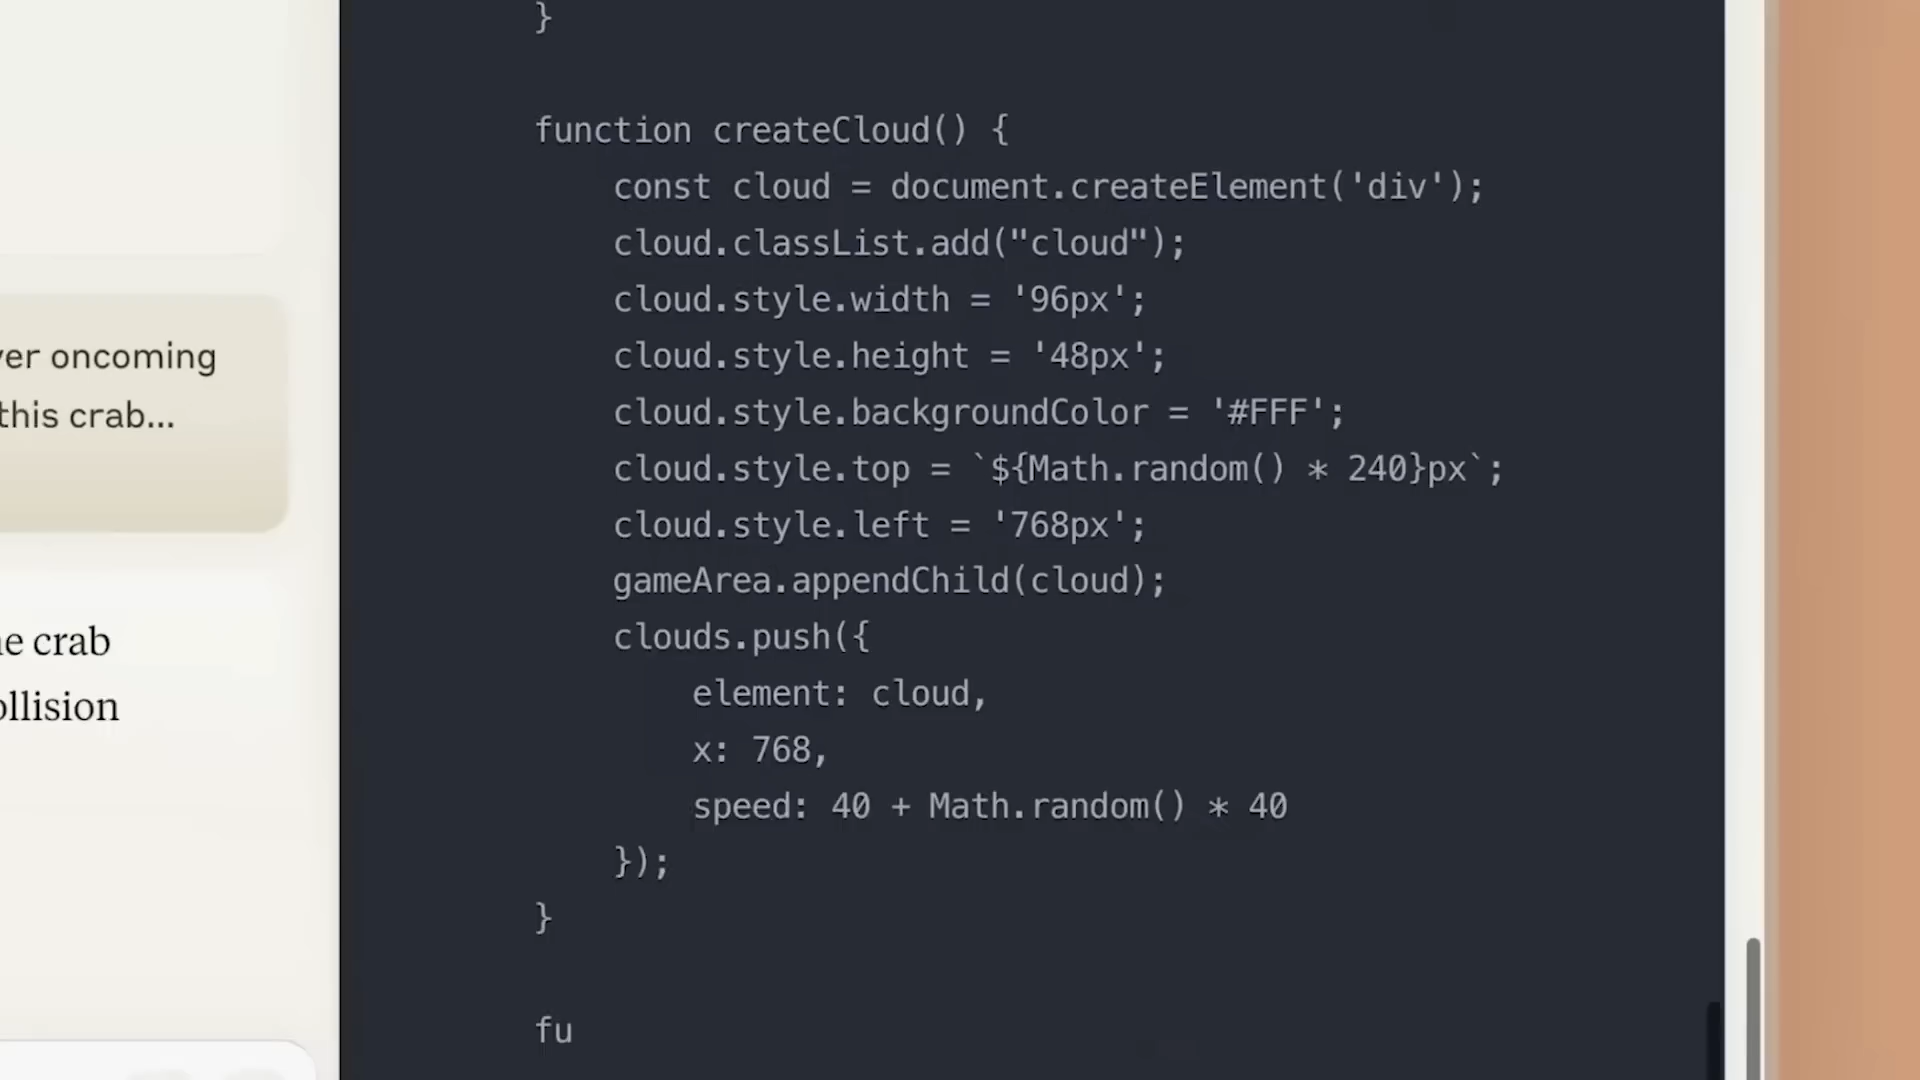 }
function createCloud() {
const cloud = document.createElement('div');
cloud.classList.add("cloud");
cloud.style.width = '96px';
cloud.style.height = '48px';
cloud.style.backgroundColor = '#FFF';
cloud.style.top = `${Math.random() * 240}px`;
cloud.style.left = '768px';
gameArea.appendChild(cloud);
clouds.push({
element: cloud,
x: 768,
speed: 40 + Math.random() * 40
});
}
fu
oncoming
this crab...
crab